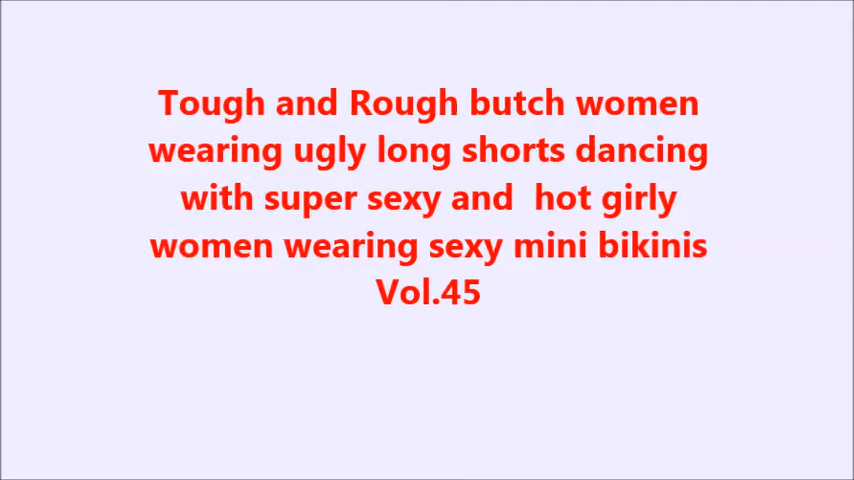 Tough and Rough butch women
wearing ugly long shorts dancing
with super sexy and  hot girly
women wearing sexy mini bikinis
Vol.45